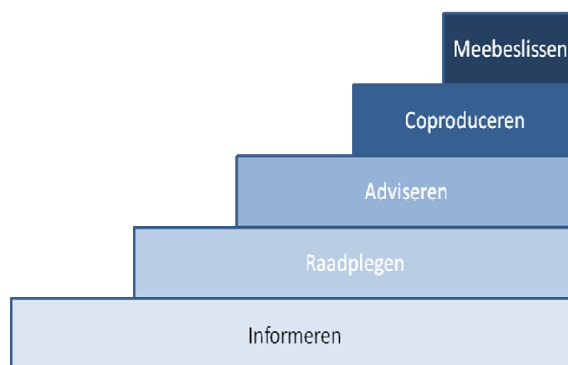 Meebeslissen
Coproduceren
Adviseren
Raadplegen
Informeren